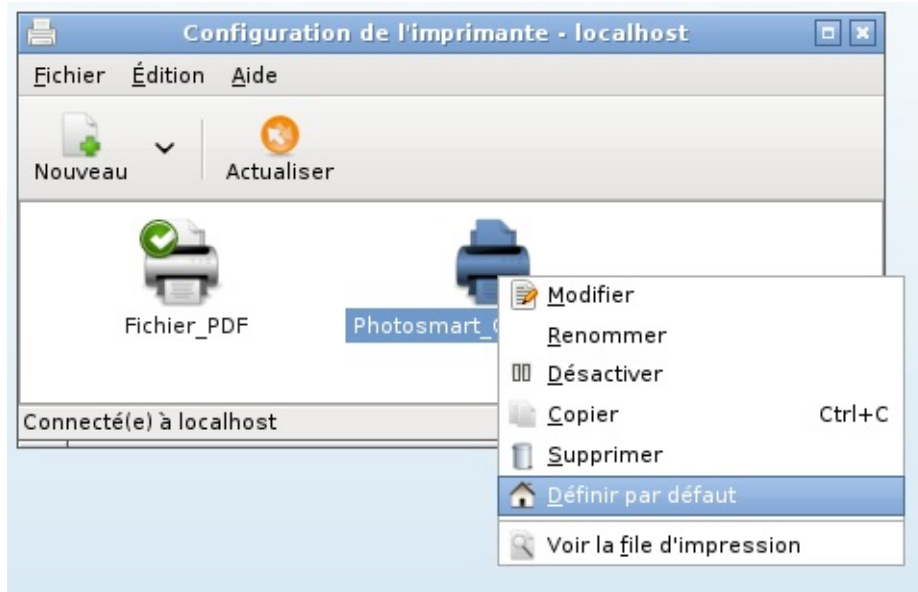 Configuration de l'imprimante - localhost
Fichier Édition Aide
Nouveau Actualiser
Fichier_PDF Photosmart_
Modifier
Renommer
Désactiver
Copier Ctrl+C
Supprimer
Définir par défaut
Voir la file d'impression
Connecté(e) à localhost